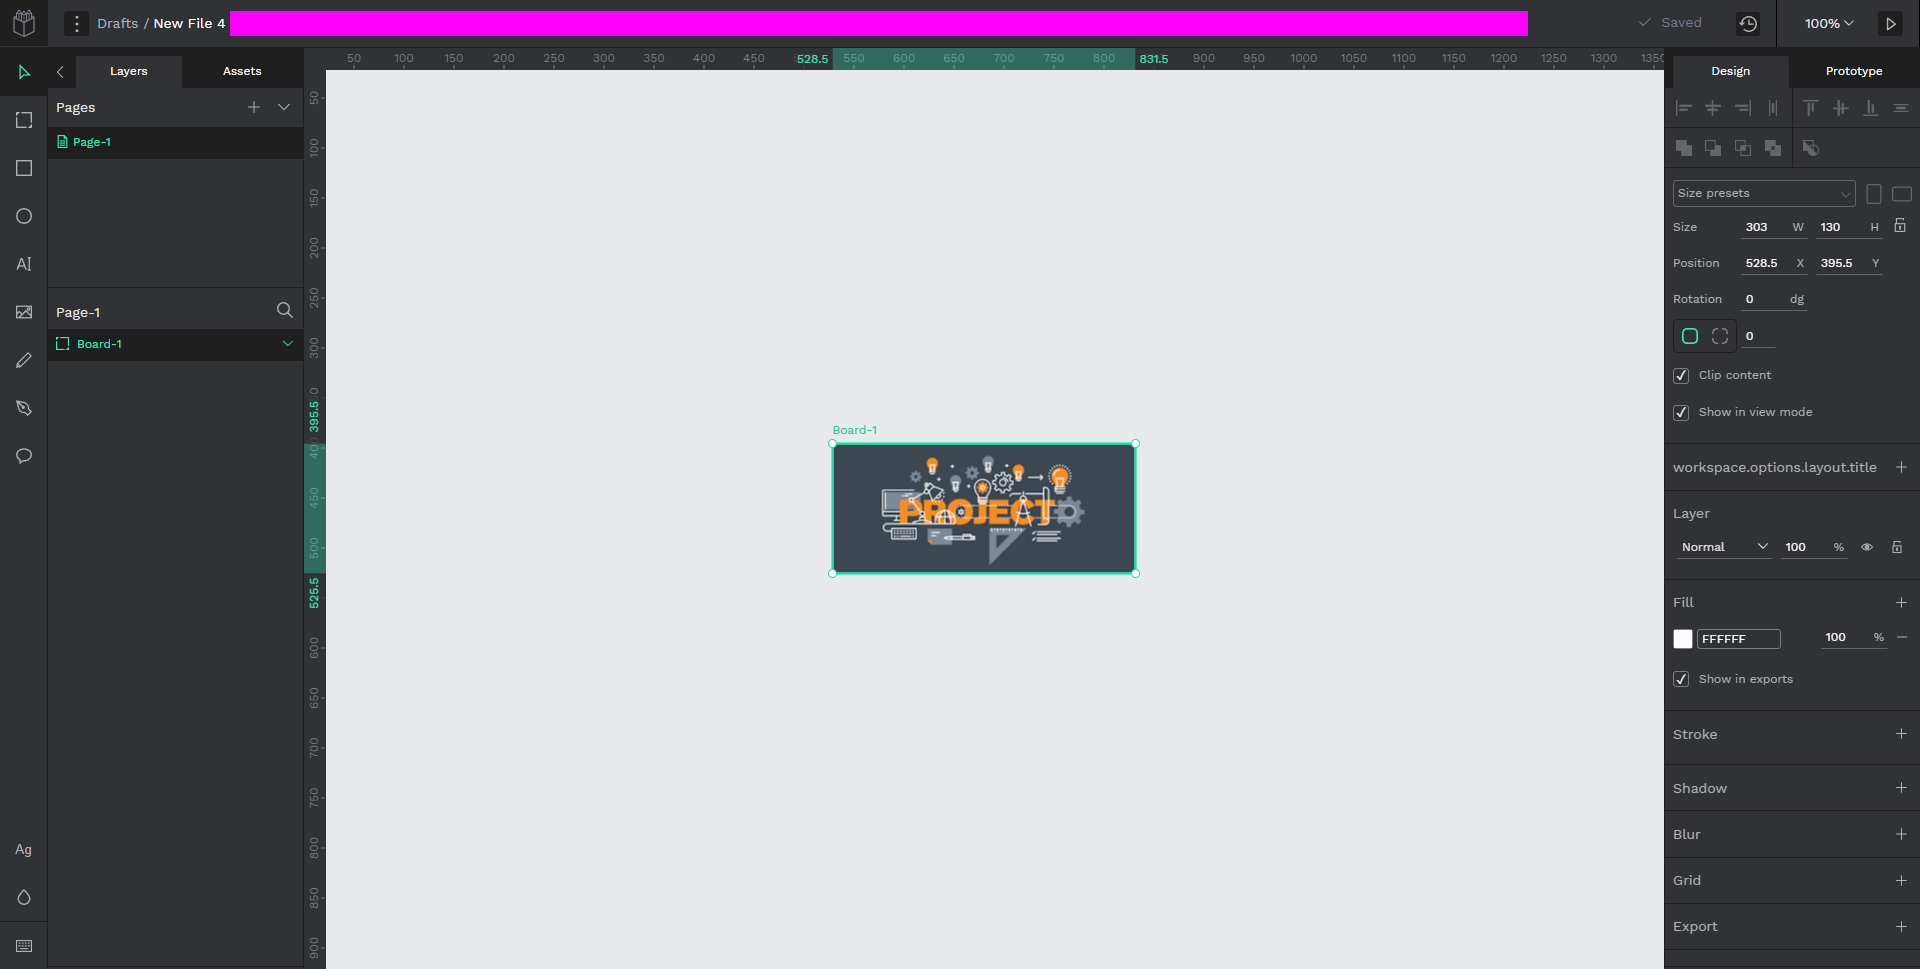 Drafts / New File 4
Saved
100%
Layers
Assets
Design
Prototype
Pages
Page-1
Page-1
Board-1
50 100 150 200 250 300 350 400 450 528.5 550 600 650 700 750 800 831.5 900 950 1000 1050 1100 1150 1200 1250 1300 1350
50 100 150 200 250 300 395.5 40 450 500 525.5 600 650 700 750 800 850 900
Board-1
PROJECT
AI
Ag
Size presets
Size 303 W 130 H
Position 528.5 X 395.5 Y
Rotation 0 dg
0
Clip content
Show in view mode
workspace.options.layout.title
Layer
Normal 100 %
Fill
FFFFFF 100 %
Show in exports
Stroke
Shadow
Blur
Grid
Export